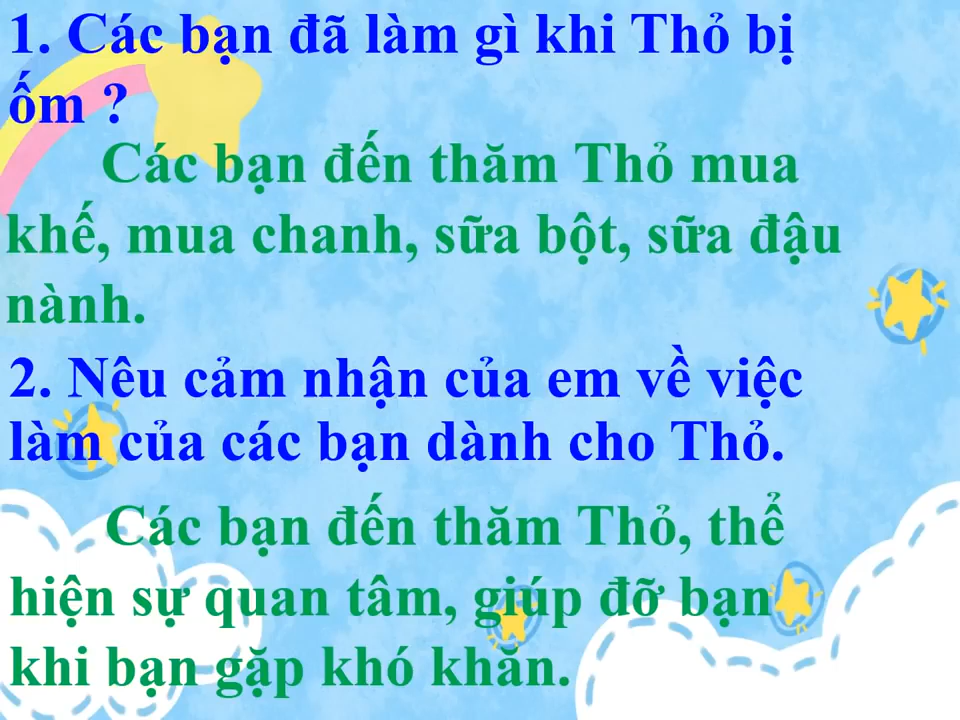 1. Các bạn đã làm gì khi Thỏ bị
ốm ?
Các bạn đến thăm Thỏ mua
khế, mua chanh, sữa bột, sữa đậu
nành.
2. Nêu cảm nhận của em về việc
làm của các bạn dành cho Thỏ.
Các bạn đến thăm Thỏ, thể
hiện sự quan tâm, giúp đỡ bạn
khi bạn gặp khó khăn.